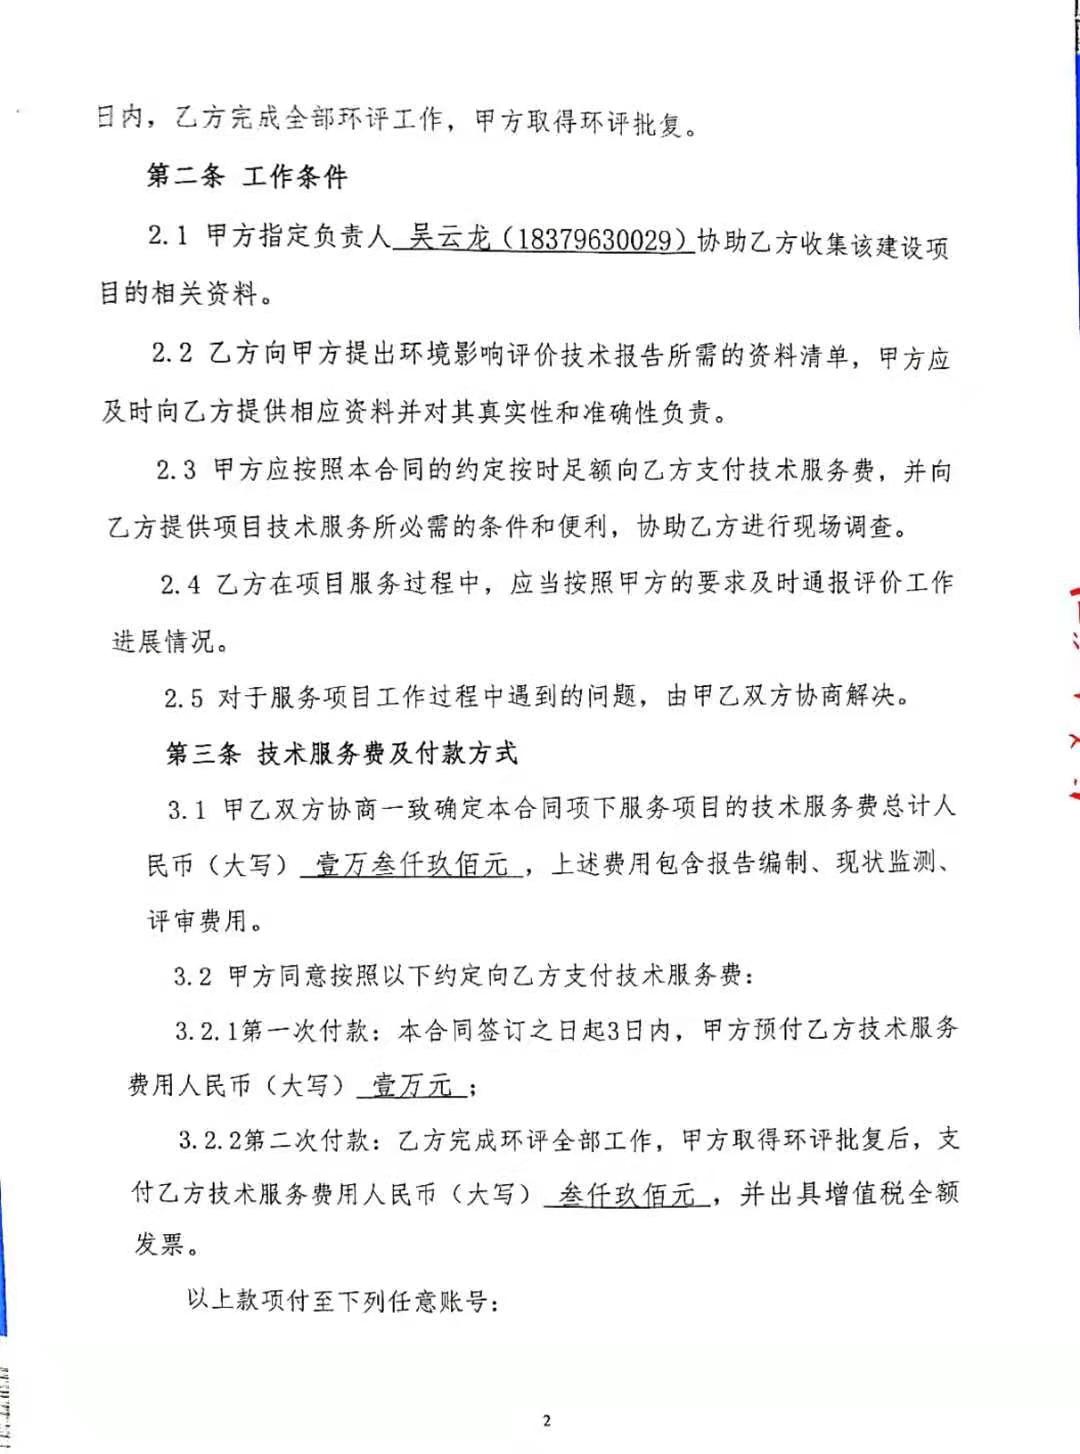 日内，乙方完成全部环评工作，甲方取得环评批复。
第二条 工作条件
2.1 甲方指定负责人 吴云龙（18379630029）协助乙方收集该建设项
目的相关资料。
2.2 乙方向甲方提出环境影响评价技术报告所需的资料清单，甲方应
及时向乙方提供相应资料并对其真实性和准确性负责。
2.3 甲方应按照本合同的约定按时足额向乙方支付技术服务费，并向
乙方提供项目技术服务所必需的条件和便利，协助乙方进行现场调查。
2.4 乙方在项目服务过程中，应当按照甲方的要求及时通报评价工作
进展情况。
2.5 对于服务项目工作过程中遇到的问题，由甲乙双方协商解决。
第三条 技术服务费及付款方式
3.1 甲乙双方协商一致确定本合同项下服务项目的技术服务费总计人
民币（大写） 壹万叁仟玖佰元 ，上述费用包含报告编制、现状监测、
评审费用。
3.2 甲方同意按照以下约定向乙方支付技术服务费：
3.2.1第一次付款：本合同签订之日起3日内，甲方预付乙方技术服务
费用人民币（大写） 壹万元 ；
3.2.2第二次付款：乙方完成环评全部工作，甲方取得环评批复后，支
付乙方技术服务费用人民币（大写） 叁仟玖佰元 ，并出具增值税全额
发票。
以上款项付至下列任意账号：
2